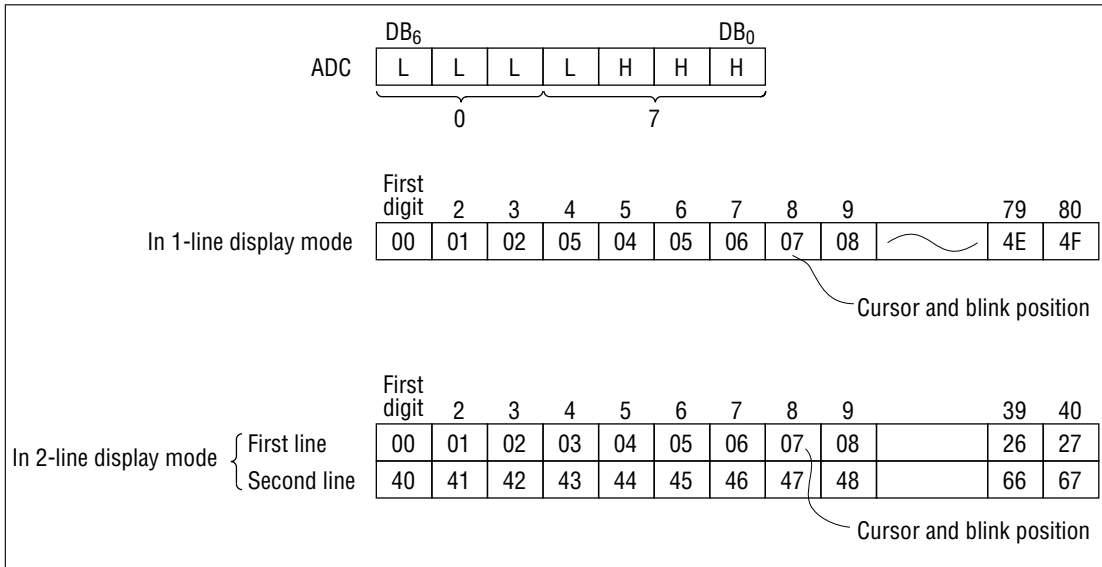 DB6 DB0
ADC L L L L H H H
0 7
First
digit 2 3 4 5 6 7 8 9 79 80
In 1-line display mode 00 01 02 05 04 05 06 07 08 4E 4F
Cursor and blink position
First
digit 2 3 4 5 6 7 8 9 39 40
In 2-line display mode { First line 00 01 02 03 04 05 06 07 08 26 27
Second line 40 41 42 43 44 45 46 47 48 66 67
Cursor and blink position